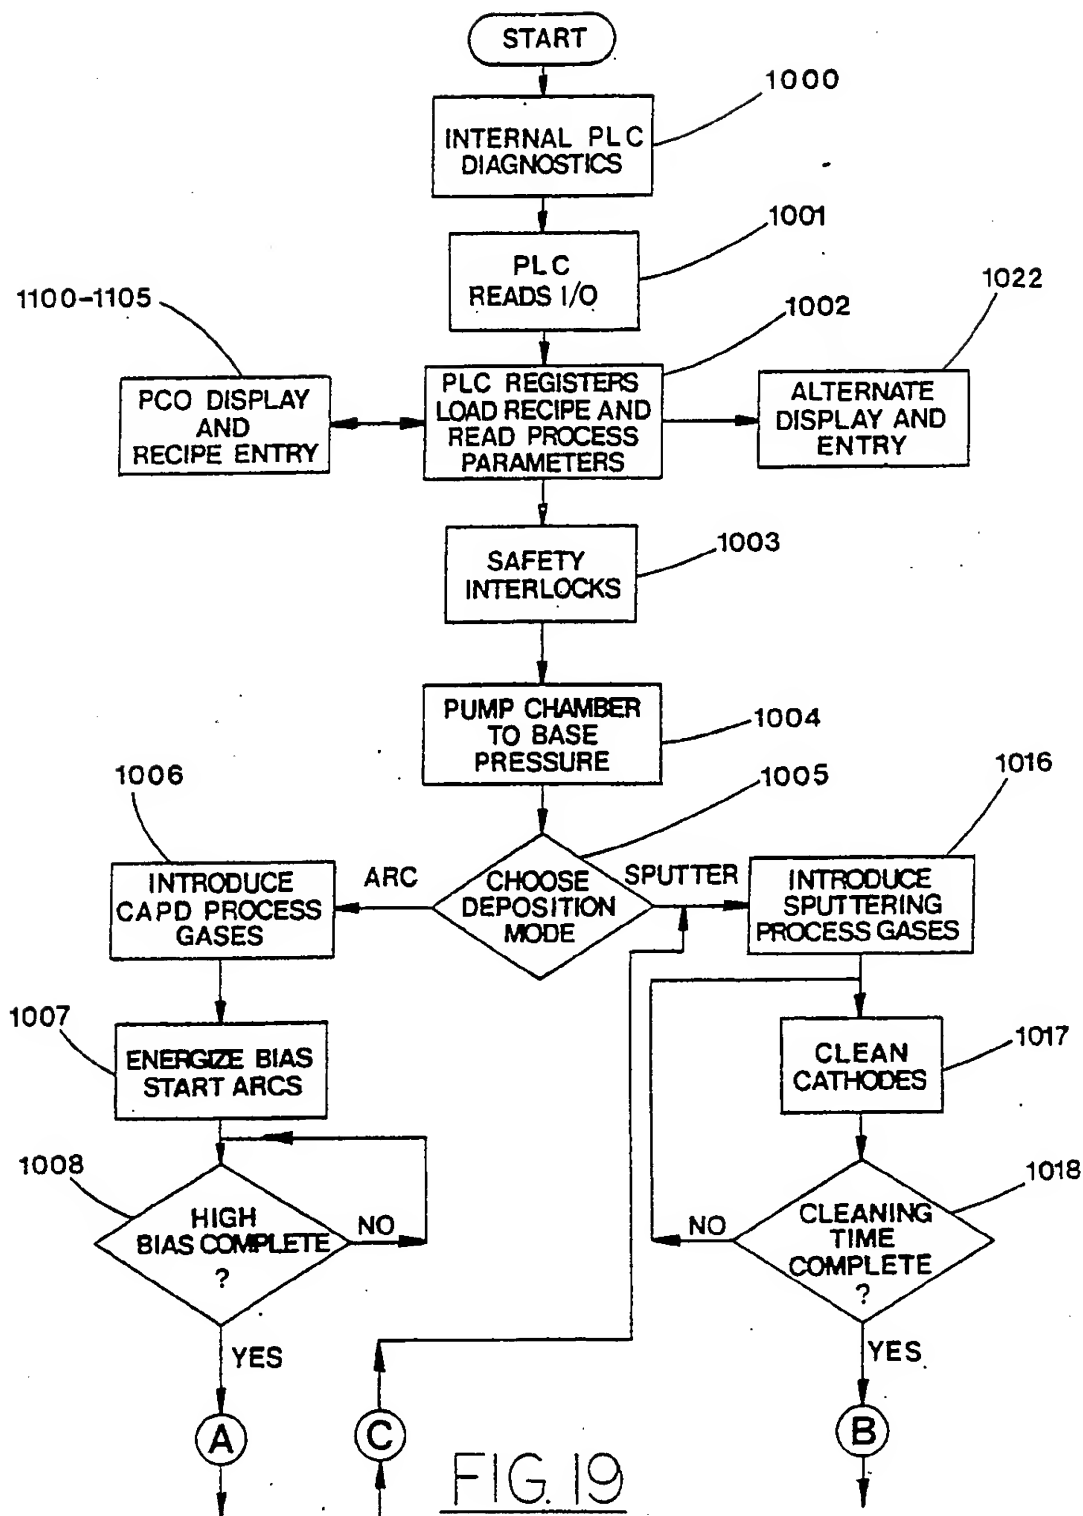 START
1000
INTERNAL PLC
DIAGNOSTICS
1001
PLC
READS I/O
1100-1105
1002
1022
PCO DISPLAY
AND
RECIPE ENTRY
PLC REGISTERS
LOAD RECIPE AND
READ PROCESS
PARAMETERS
ALTERNATE
DISPLAY AND
ENTRY
1003
SAFETY
INTERLOCKS
1004
PUMP CHAMBER
TO BASE
PRESSURE
1005
1006
1016
ARC
CHOOSE
DEPOSITION
MODE
SPUTTER
INTRODUCE
CAPD PROCESS
GASES
INTRODUCE
SPUTTERING
PROCESS GASES
1007
ENERGIZE BIAS
START ARCS
CLEAN
CATHODES
1017
1008
HIGH
BIAS COMPLETE
?
NO
1018
CLEANING
TIME
COMPLETE
?
NO
YES
YES
A
C
B
FIG. 19